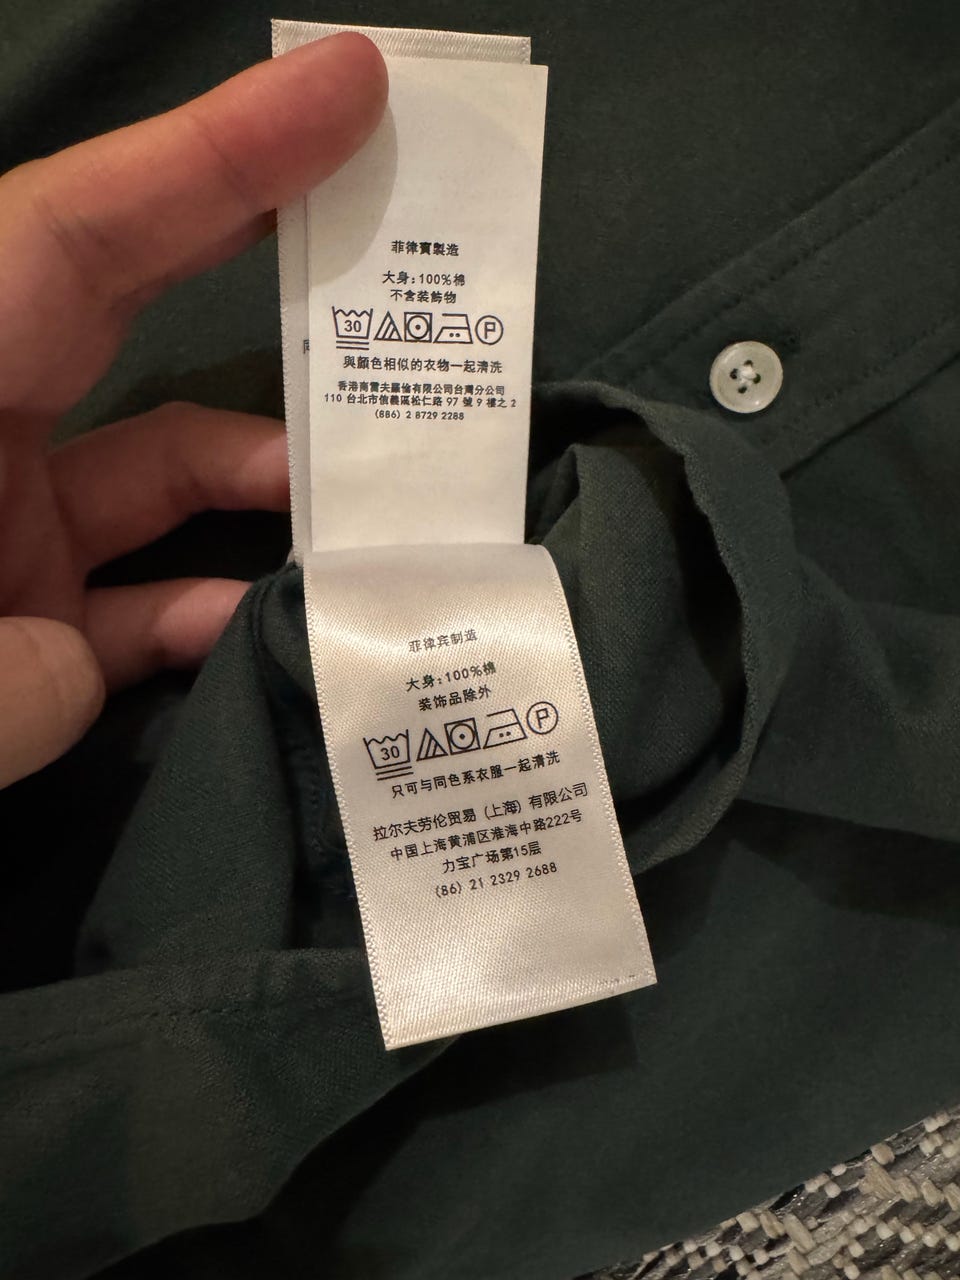 菲律賓製造
大身:100%棉
不含裝飾物
30
P
與顏色相似的衣物一起清洗
香港商雷夫羅倫有限公司台灣分公司
110 台北市信義區松仁路 97 號 9 樓之 2
(886) 2 8729 2288
菲律宾制造
大身:100%棉
装饰品除外
30
P
只可与同色系衣服一起清洗
拉尔夫劳伦贸易 (上海) 有限公司
中国上海黄浦区淮海中路222号
力宝广场第15层
(86) 21 2329 2688